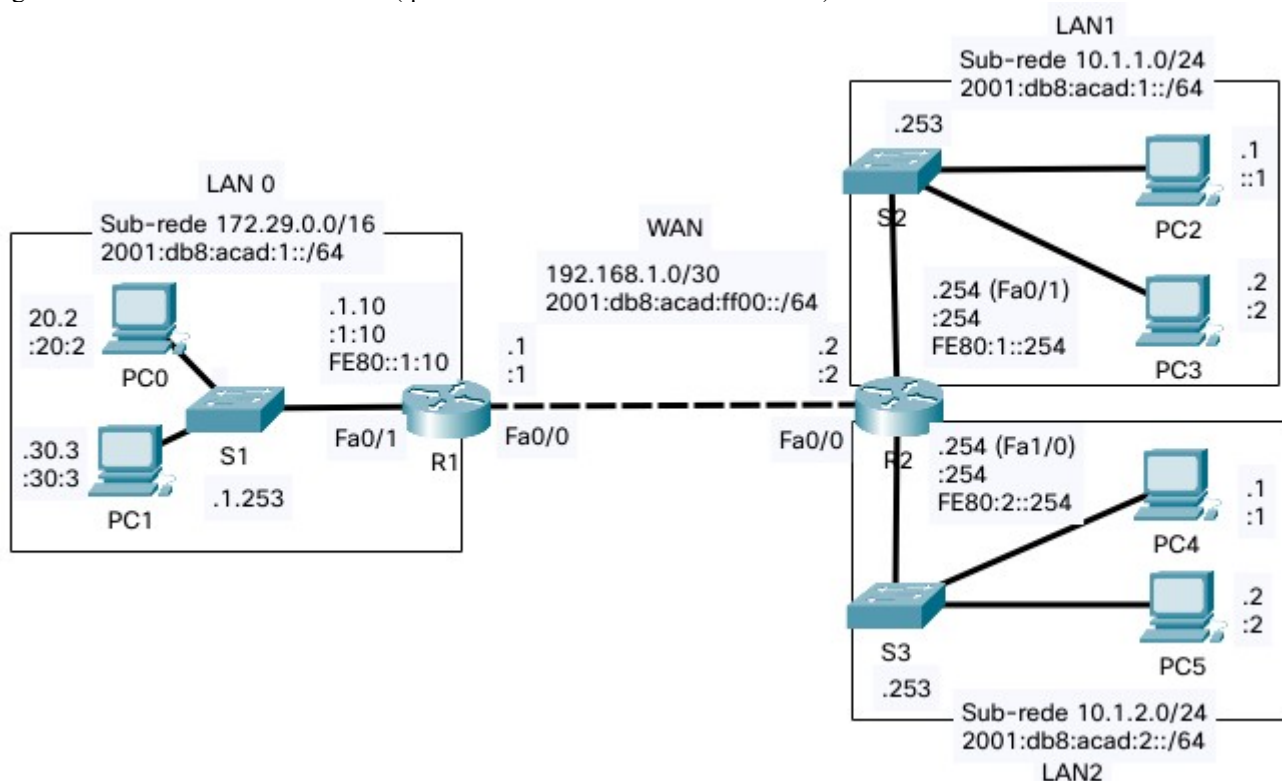 LAN1
Sub-rede 10.1.1.0/24
2001:db8:acad:1::/64
.253
S2
.1
::1
PC2
.2
:2
PC3
.254 (Fa0/1)
:254
FE80:1::254
LAN 0
Sub-rede 172.29.0.0/16
2001:db8:acad:1::/64
20.2
:20:2
PC0
.30.3
:30:3
PC1
S1
.1.253
.1.10
:1:10
FE80::1:10
Fa0/1
R1
WAN
192.168.1.0/30
2001:db8:acad:ff00::/64
.1
:1
Fa0/0
.2
:2
Fa0/0
R2
.254 (Fa1/0)
:254
FE80:2::254
.1
:1
PC4
.2
:2
PC5
S3
.253
Sub-rede 10.1.2.0/24
2001:db8:acad:2::/64
LAN2